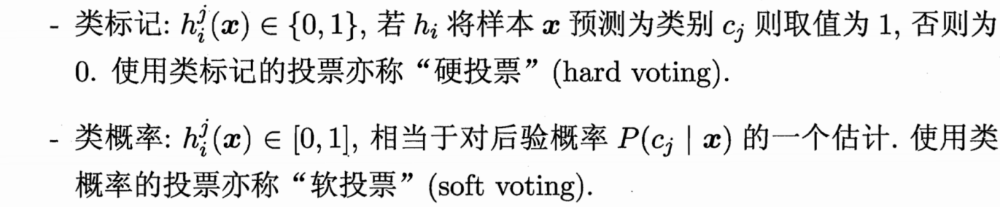 - 类标记: $h_i^j(\boldsymbol{x}) \in \{0, 1\}$, 若 $h_i$ 将样本 $\boldsymbol{x}$ 预测为类别 $c_j$ 则取值为 1, 否则为
0. 使用类标记的投票亦称 “硬投票” (hard voting).
- 类概率: $h_i^j(\boldsymbol{x}) \in [0, 1]$, 相当于对后验概率 $P(c_j \mid \boldsymbol{x})$ 的一个估计. 使用类
概率的投票亦称 “软投票” (soft voting).